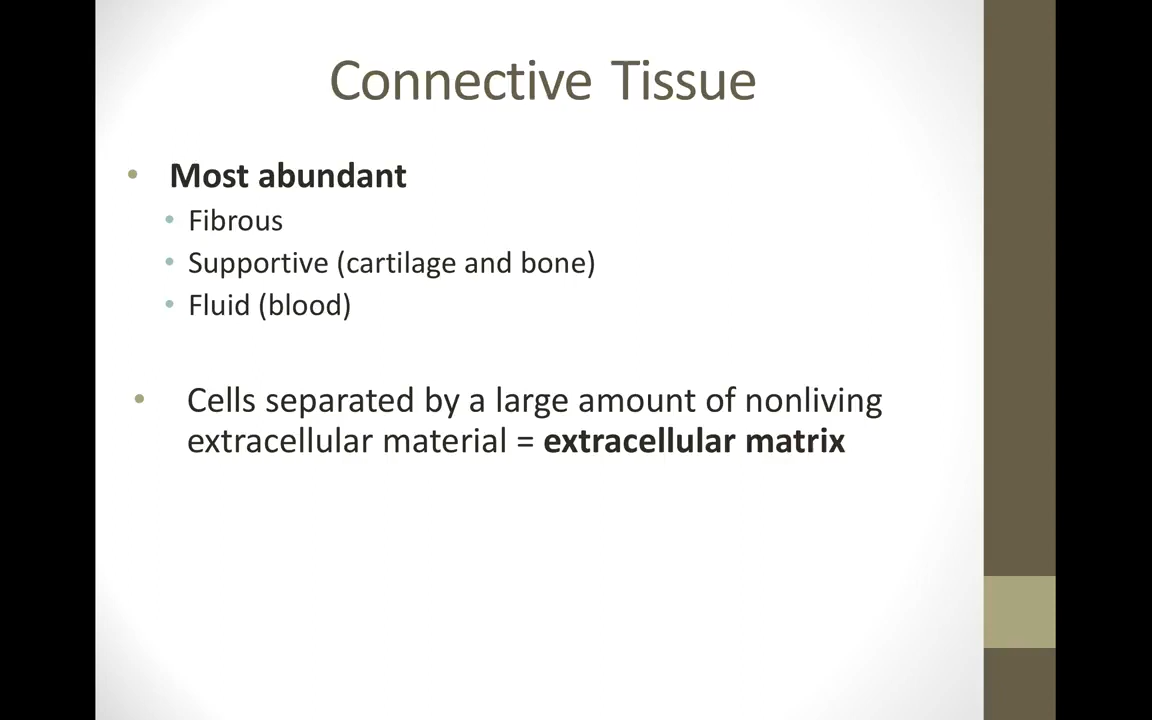 Connective Tissue
• Most abundant
• Fibrous
• Supportive (cartilage and bone)
• Fluid (blood)
• Cells separated by a large amount of nonliving
extracellular material = extracellular matrix